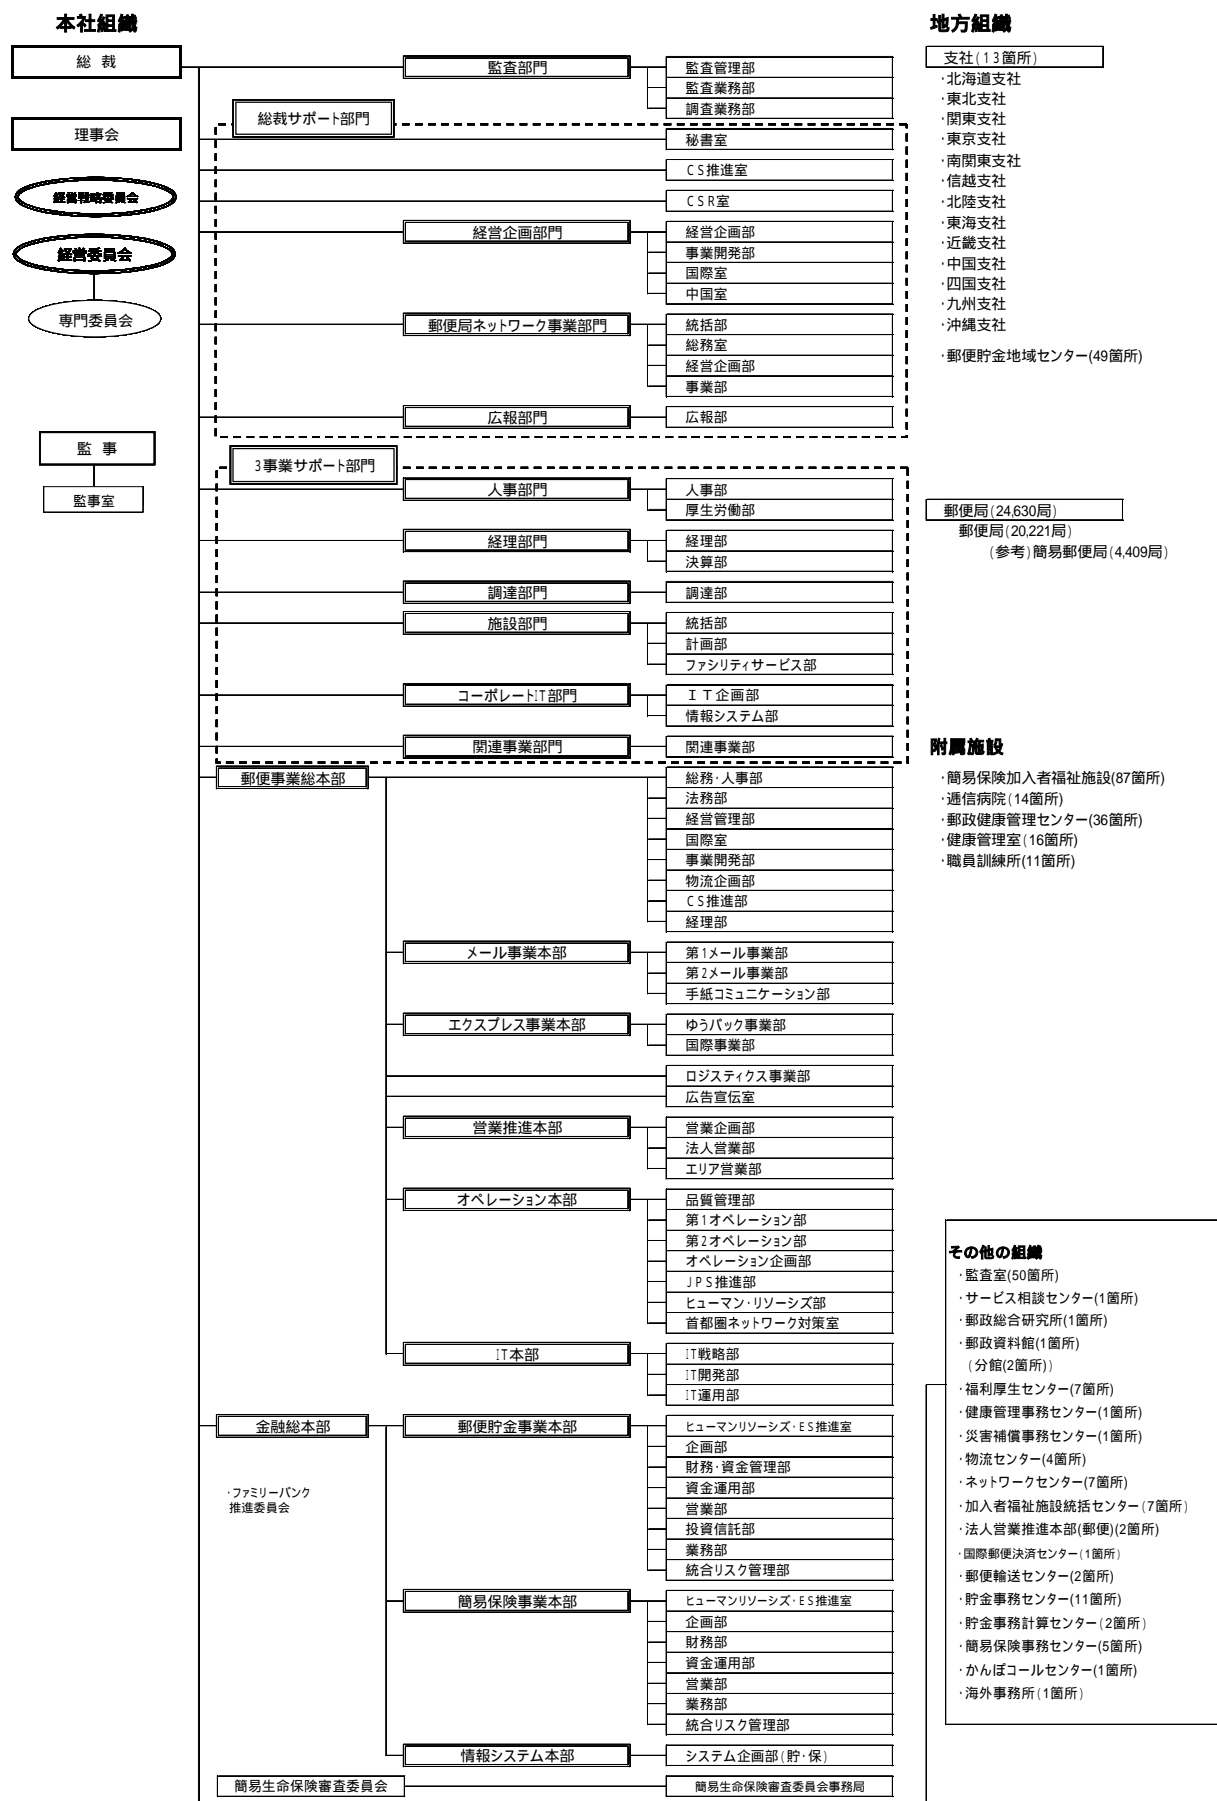 本社組織
総 裁
理事会
経営戦略委員会
経営委員会
専門委員会
監 事
監事室
監査部門
監査管理部
監査業務部
調査業務部
総裁サポート部門
秘書室
CS推進室
CSR室
経営企画部門
経営企画部
事業開発部
国際室
中国室
郵便局ネットワーク事業部門
統括部
総務室
経営企画部
事業部
広報部門
広報部
3事業サポート部門
人事部門
人事部
厚生労働部
経理部門
経理部
決算部
調達部門
調達部
施設部門
統括部
計画部
ファシリティサービス部
コーポレートIT部門
IT企画部
情報システム部
関連事業部門
関連事業部
郵便事業総本部
総務・人事部
法務部
経営管理部
国際室
事業開発部
物流企画部
CS推進部
経理部
メール事業本部
第1メール事業部
第2メール事業部
手紙コミュニケーション部
エクスプレス事業本部
ゆうパック事業部
国際事業部
ロジスティクス事業部
広告宣伝室
営業推進本部
営業企画部
法人営業部
エリア営業部
オペレーション本部
品質管理部
第1オペレーション部
第2オペレーション部
オペレーション企画部
JPS推進部
ヒューマン・リソーシズ部
首都圏ネットワーク対策室
IT本部
IT戦略部
IT開発部
IT運用部
金融総本部
・ファミリーバンク
推進委員会
郵便貯金事業本部
ヒューマンリソーシズ・ES推進室
企画部
財務・資金管理部
資金運用部
営業部
投資信託部
業務部
統合リスク管理部
簡易保険事業本部
ヒューマンリソーシズ・ES推進室
企画部
財務部
資金運用部
営業部
業務部
統合リスク管理部
情報システム本部
システム企画部(貯・保)
簡易生命保険審査委員会
簡易生命保険審査委員会事務局
地方組織
支社(13箇所)
・北海道支社
・東北支社
・関東支社
・東京支社
・南関東支社
・信越支社
・北陸支社
・東海支社
・近畿支社
・中国支社
・四国支社
・九州支社
・沖縄支社
・郵便貯金地域センター(49箇所)
郵便局(24,630局)
郵便局(20,221局)
(参考)簡易郵便局(4,409局)
附属施設
・簡易保険加入者福祉施設(87箇所)
・逓信病院(14箇所)
・郵政健康管理センター(36箇所)
・健康管理室(16箇所)
・職員訓練所(11箇所)
その他の組織
・監査室(50箇所)
・サービス相談センター(1箇所)
・郵政総合研究所(1箇所)
・郵政資料館(1箇所)
(分館(2箇所))
・福利厚生センター(7箇所)
・健康管理事務センター(1箇所)
・災害補償事務センター(1箇所)
・物流センター(4箇所)
・ネットワークセンター(7箇所)
・加入者福祉施設統括センター(7箇所)
・法人営業推進本部(郵便)(2箇所)
・国際郵便決済センター(1箇所)
・郵便輸送センター(2箇所)
・貯金事務センター(11箇所)
・貯金事務計算センター(2箇所)
・簡易保険事務センター(5箇所)
・かんぽコールセンター(1箇所)
・海外事務所(1箇所)